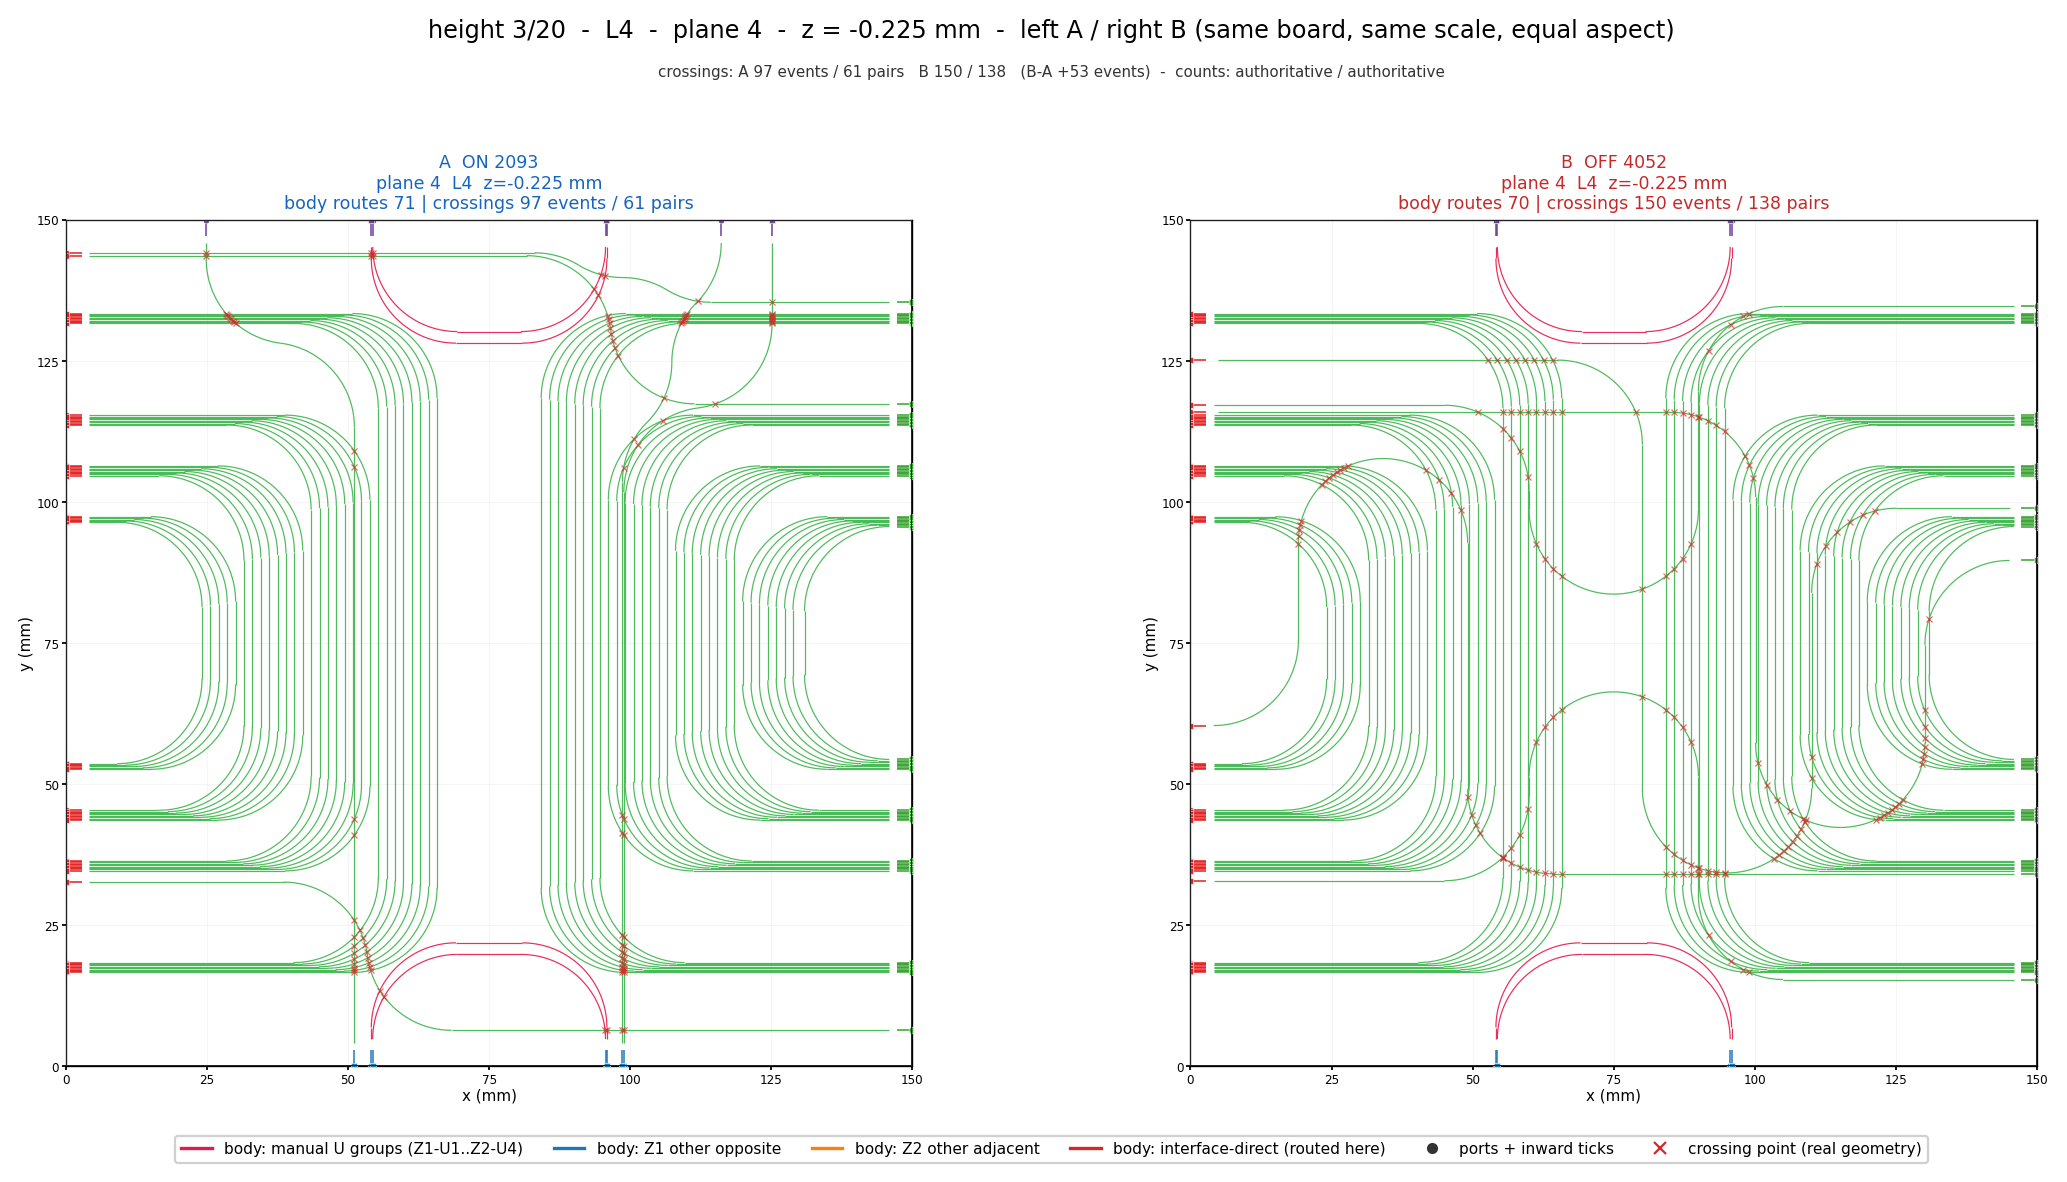 height 3/20 - L4 - plane 4 - z = -0.225 mm - left A / right B (same board, same scale, equal aspect)
crossings: A 97 events / 61 pairs B 150 / 138 (B-A +53 events) - counts: authoritative / authoritative
A ON 2093
plane 4 L4 z=-0.225 mm
body routes 71 | crossings 97 events / 61 pairs
150
125
100
75
50
25
0
y (mm)
0 25 50 75 100 125 150
x (mm)
B OFF 4052
plane 4 L4 z=-0.225 mm
body routes 70 | crossings 150 events / 138 pairs
150
125
100
75
50
25
0
y (mm)
0 25 50 75 100 125 150
x (mm)
body: manual U groups (Z1-U1..Z2-U4) body: Z1 other opposite body: Z2 other adjacent body: interface-direct (routed here) ports + inward ticks crossing point (real geometry)